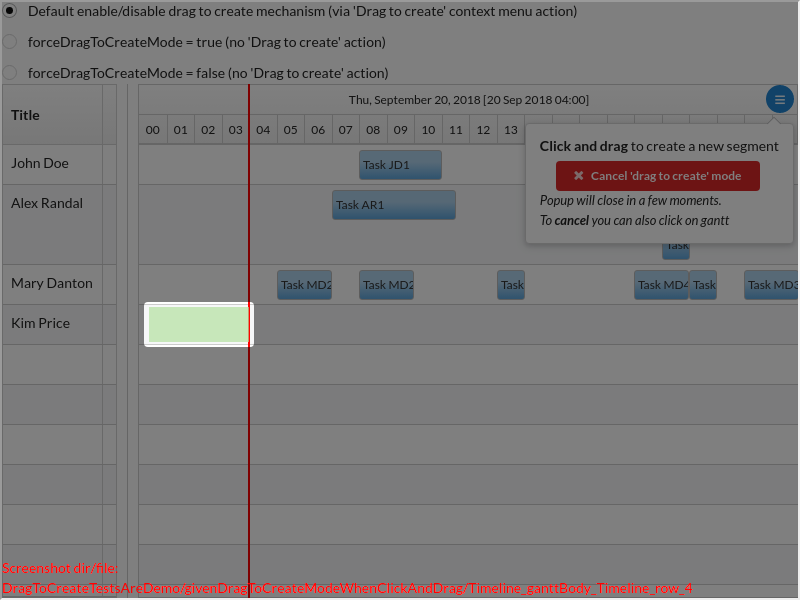 Default enable/disable drag to create mechanism (via 'Drag to create' context menu action)
forceDragToCreateMode = true (no 'Drag to create' action)
forceDragToCreateMode = false (no 'Drag to create' action)
Title
Thu, September 20, 2018 [20 Sep 2018 04:00]
00 01 02 03 04 05 06 07 08 09 10 11 12 13
Click and drag to create a new segment
✖ Cancel 'drag to create' mode
Popup will close in a few moments.
To cancel you can also click on gantt
John Doe
Task JD1
Alex Randal
Task AR1
Task
Mary Danton
Task MD2 Task MD2 Task Task MD4 Task Task MD3
Kim Price
Screenshot dir/file:
DragToCreateTestsAreDemo/givenDragToCreateModeWhenClickAndDrag/Timeline_ganttBody_Timeline_row_4